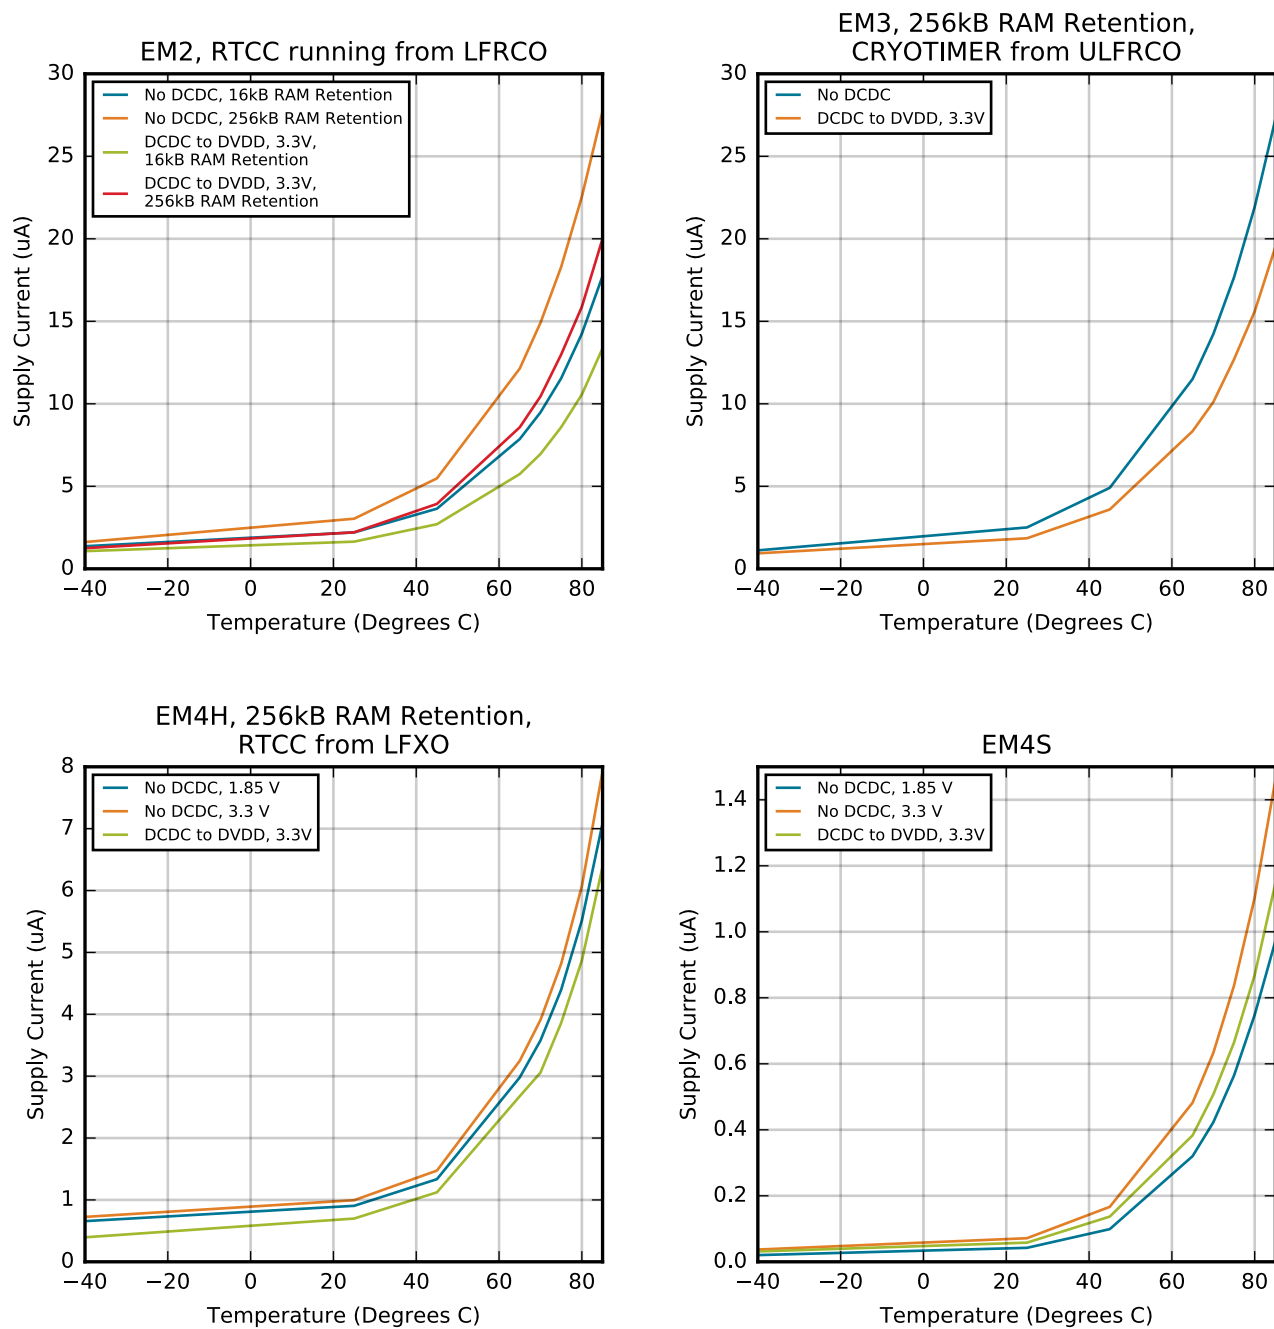 EM2, RTCC running from LFRCO
30
25
20
15
10
5
0
Supply Current (uA)
No DCDC, 16kB RAM Retention
No DCDC, 256kB RAM Retention
DCDC to DVDD, 3.3V,
16kB RAM Retention
DCDC to DVDD, 3.3V,
256kB RAM Retention
−40 −20 0 20 40 60 80
Temperature (Degrees C)
EM3, 256kB RAM Retention,
CRYOTIMER from ULFRCO
30
25
20
15
10
5
0
Supply Current (uA)
No DCDC
DCDC to DVDD, 3.3V
−40 −20 0 20 40 60 80
Temperature (Degrees C)
EM4H, 256kB RAM Retention,
RTCC from LFXO
8
7
6
5
4
3
2
1
0
Supply Current (uA)
No DCDC, 1.85 V
No DCDC, 3.3 V
DCDC to DVDD, 3.3V
−40 −20 0 20 40 60 80
Temperature (Degrees C)
EM4S
1.4
1.2
1.0
0.8
0.6
0.4
0.2
0.0
Supply Current (uA)
No DCDC, 1.85 V
No DCDC, 3.3 V
DCDC to DVDD, 3.3V
−40 −20 0 20 40 60 80
Temperature (Degrees C)